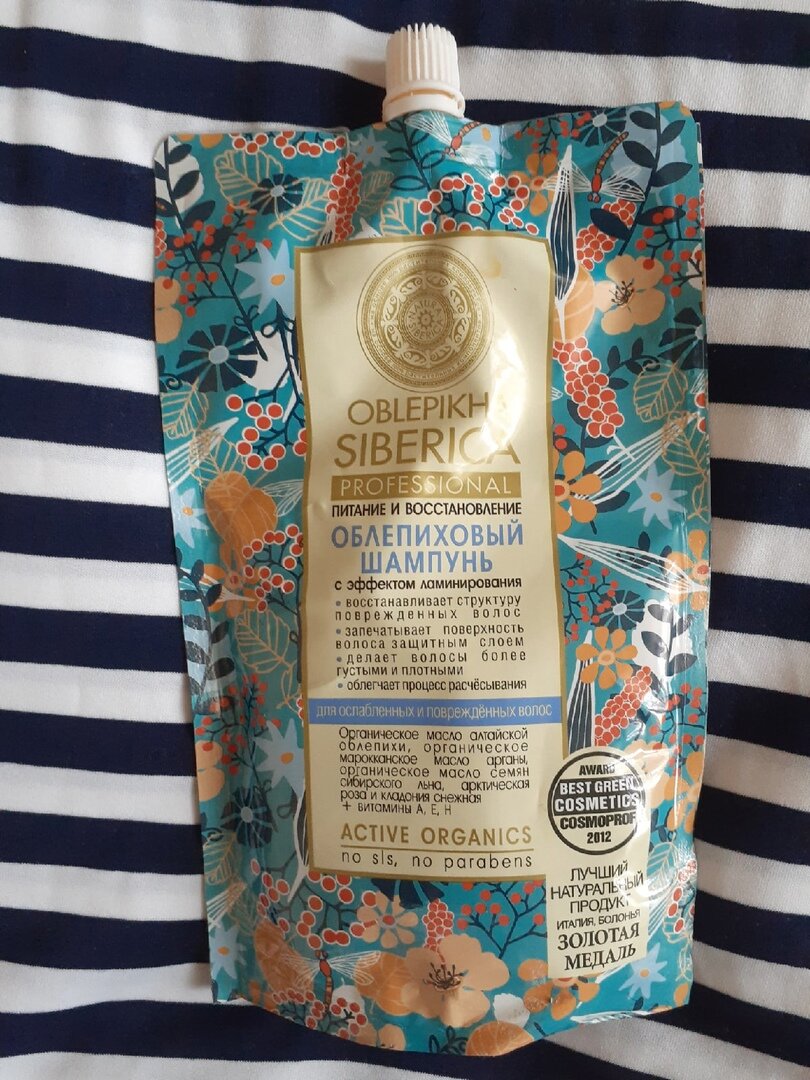 OBLEPIKHA
SIBERICA
PROFESSIONAL
ПИТАНИЕ И ВОССТАНОВЛЕНИЕ
ОБЛЕПИХОВЫЙ
ШАМПУНЬ
с эффектом ламинирования
• восстанавливает структуру
поврежденных волос
• запечатывает поверхность
волоса защитным слоем
• делает волосы более
густыми и плотными
• облегчает процесс расчёсывания
для ослабленных и повреждённых волос
Органическое масло алтайской
облепихи, органическое
марокканское масло арганы,
органическое масло семян
сибирского льна, арктическая
роза и кладония снежная
+ витамины А, Е, Н
ACTIVE ORGANICS
no sls, no parabens
AWARD
BEST GREEN
COSMETICS
COSMOPROF
2012
ЛУЧШИЙ
НАТУРАЛЬНЫЙ
ПРОДУКТ
ИТАЛИЯ, БОЛОНЬЯ
ЗОЛОТАЯ
МЕДАЛЬ